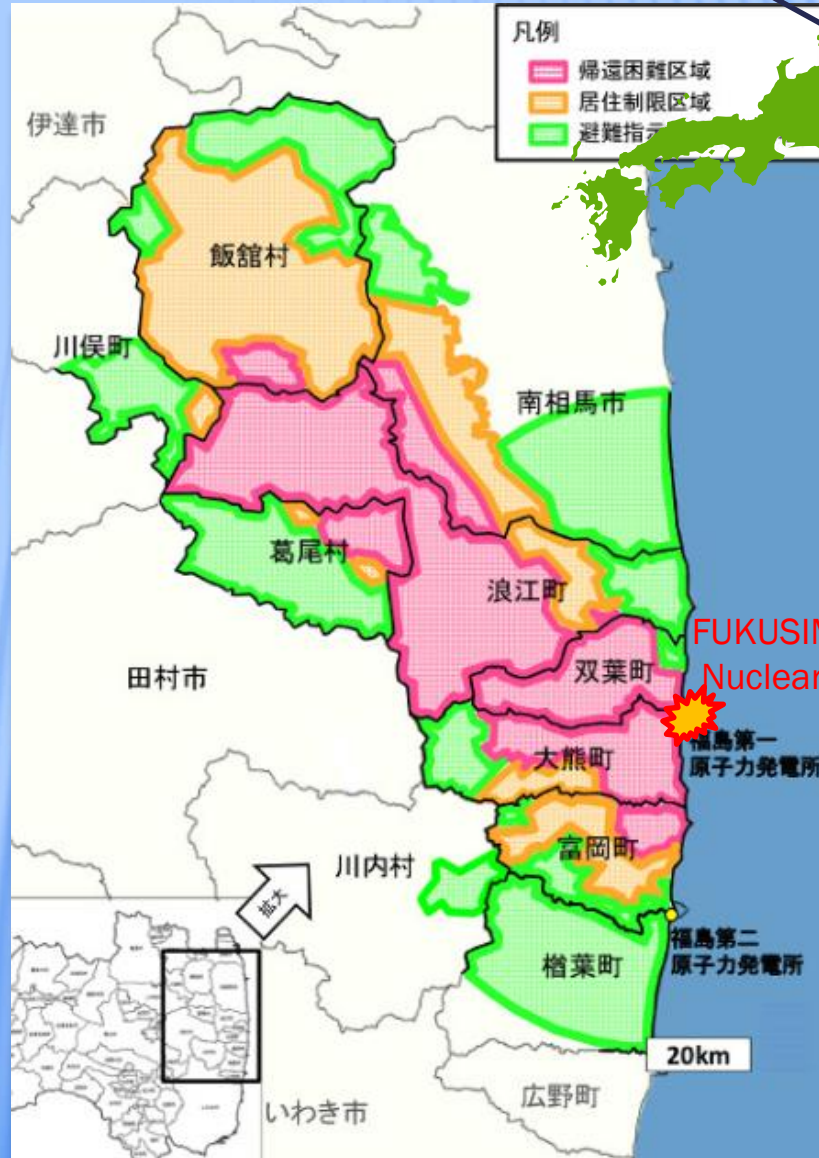 凡例
帰還困難区域
居住制限区域
避難指示
伊達市
飯舘村
川俣町
南相馬市
葛尾村
浪江町
田村市
FUKUSIM
Nuclear
双葉町
福島第一
原子力発電所
大熊町
富岡町
川内村
拡大
福島第二
原子力発電所
楢葉町
20km
広野町
いわき市